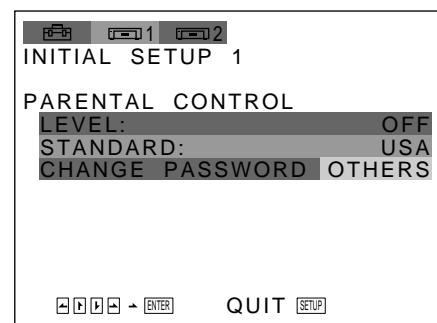 1 2
INITIAL SETUP 1
PARENTAL CONTROL
LEVEL: OFF
STANDARD: USA
CHANGE PASSWORD OTHERS
ENTER QUIT SETUP